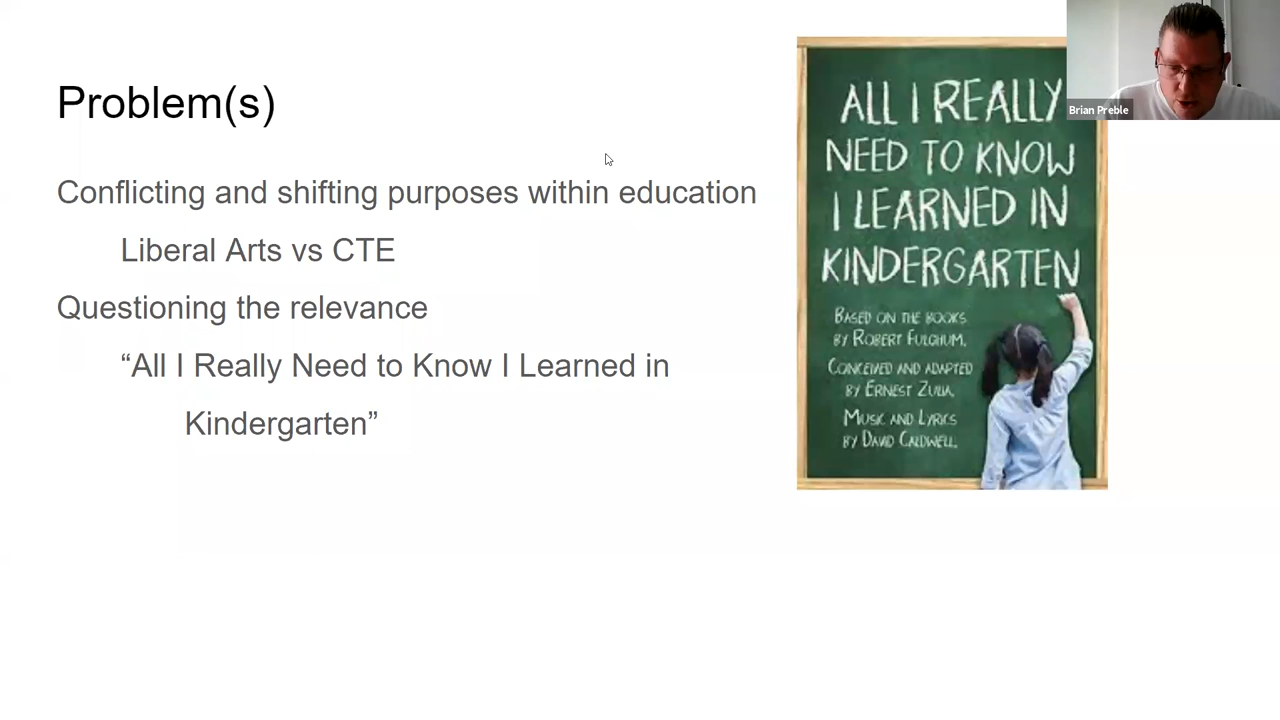 Problem(s)
Conflicting and shifting purposes within education
Liberal Arts vs CTE
Questioning the relevance
“All I Really Need to Know I Learned in
Kindergarten”
ALL I REALLY
NEED TO KNOW
I LEARNED IN
KINDERGARTEN
BASED ON THE BOOKS
BY ROBERT FULGHUM,
CONCEIVED AND ADAPTED
BY ERNEST ZULIA,
MUSIC AND LYRICS
BY DAVID CALDWELL,
Brian Preble